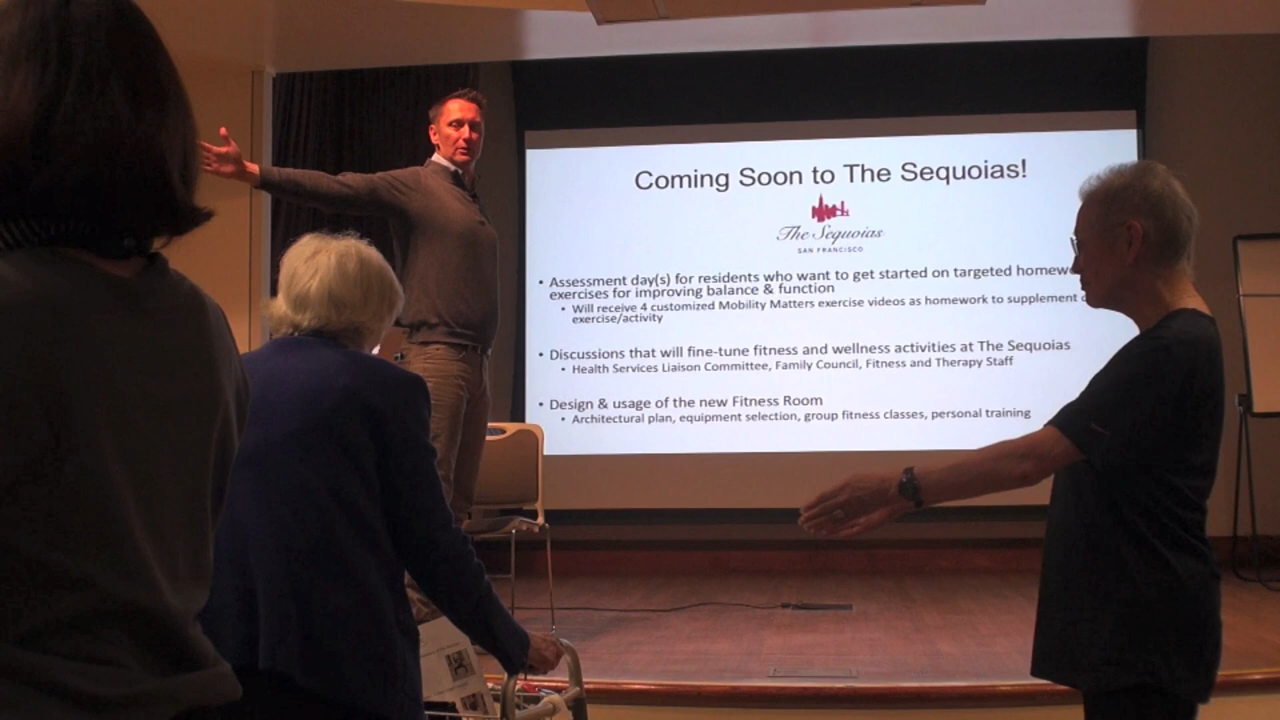 Coming Soon to The Sequoias!
The Sequoias
SAN FRANCISCO
• Assessment day(s) for residents who want to get started on targeted
exercises for improving balance & function
• Will receive 4 customized Mobility Matters exercise videos as homework to supplement
exercise/activity
• Discussions that will fine-tune fitness and wellness activities at The Sequoias
• Health Services Liaison Committee, Family Council, Fitness and Therapy Staff
• Design & usage of the new Fitness Room
• Architectural plan, equipment selection, group fitness classes, personal training